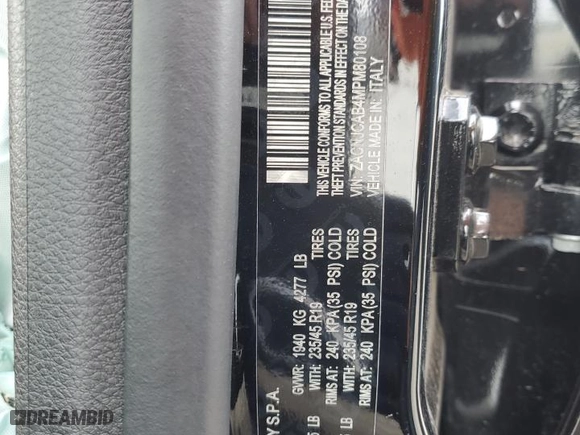 Y S.P.A.
GVWR: 1940 KG 4277 LB
WITH: 235/45 R19 TIRES
RIMS AT: 240 KPA (35 PSI) COLD
LB
WITH: 235/45 R19 TIRES
RIMS AT: 240 KPA (35 PSI) COLD
LB
THIS VEHICLE CONFORMS TO ALL APPLICABLE U.S. FED
THEFT PREVENTION STANDARDS IN EFFECT ON THE DA
VIN: ZACNJCAB4MPM80108
VEHICLE MADE IN: ITALY
DREAMBID